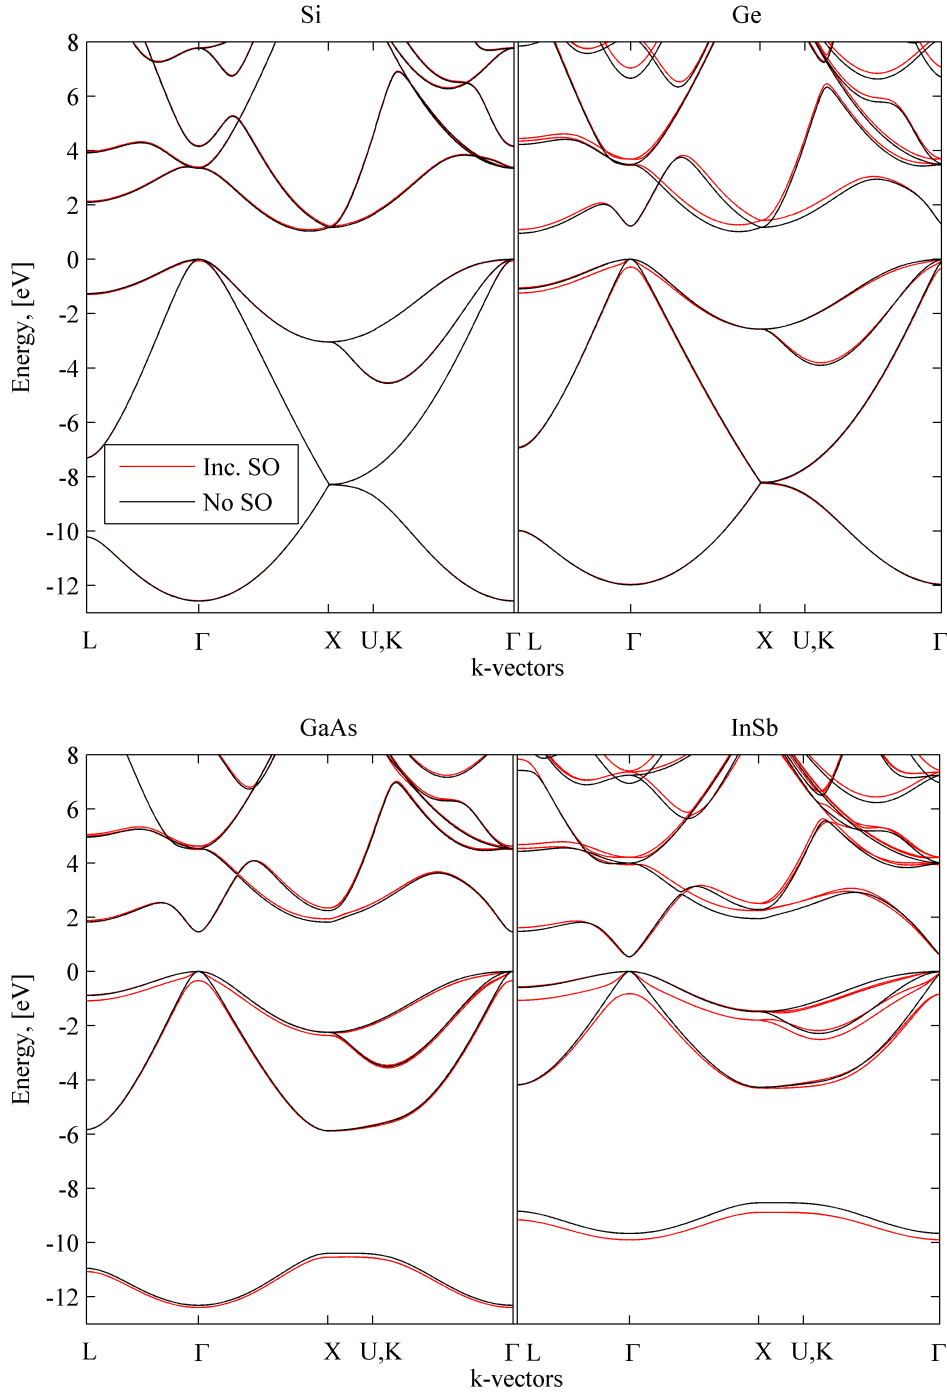 Si Ge
8
6
4
2
0
-2
-4
-6
-8
-10
-12
Energy, [eV]
Inc. SO
No SO
L Γ X U,K Γ L Γ X U,K Γ
k-vectors
GaAs InSb
8
6
4
2
0
-2
-4
-6
-8
-10
-12
Energy, [eV]
L Γ X U,K Γ L Γ X U,K Γ
k-vectors